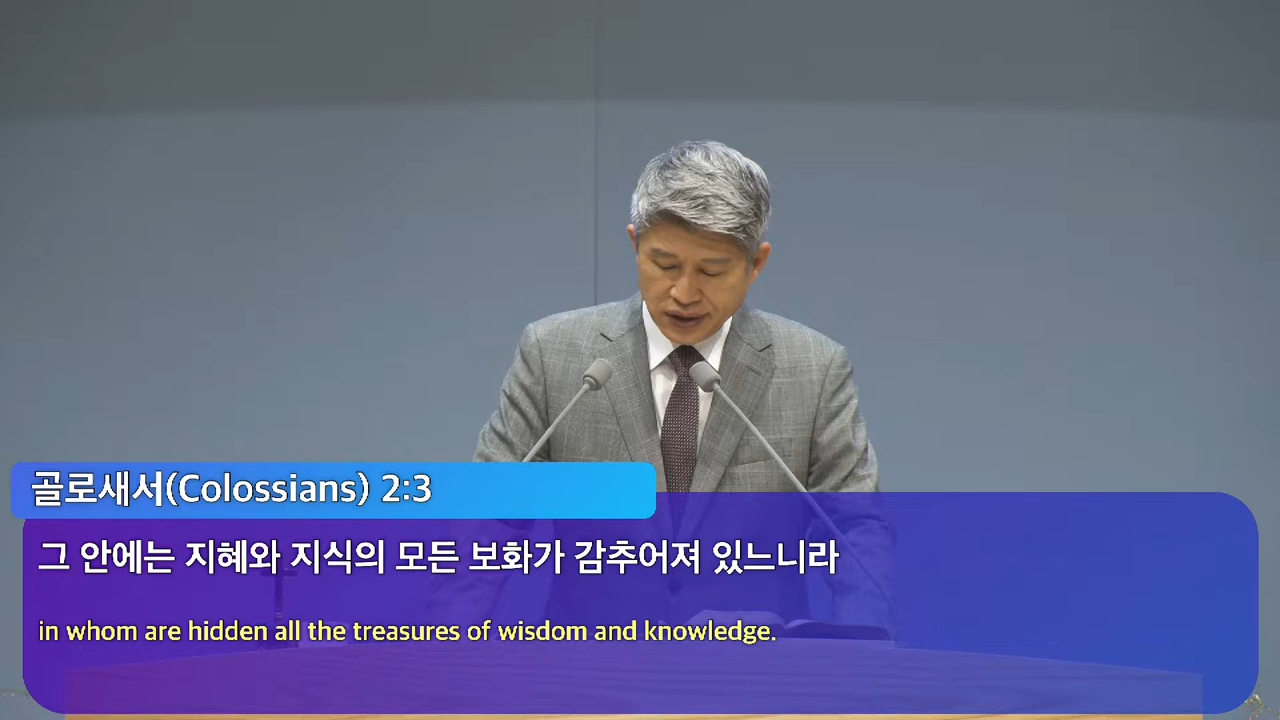 골로새서(Colossians) 2:3
그 안에는 지혜와 지식의 모든 보화가 감추어져 있느니라
in whom are hidden all the treasures of wisdom and knowledge.